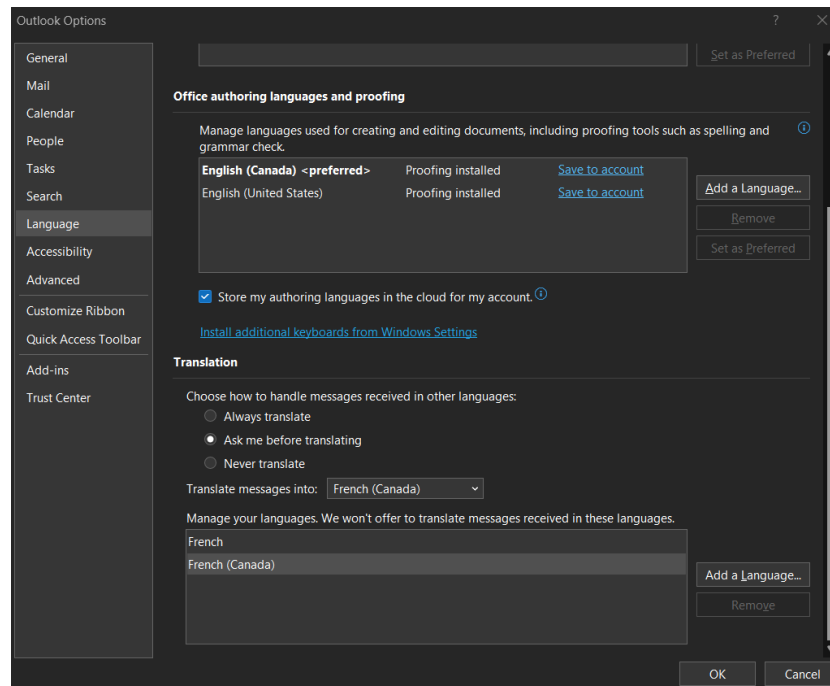 Outlook Options
?
General
Mail
Calendar
People
Tasks
Search
Language
Accessibility
Advanced
Customize Ribbon
Quick Access Toolbar
Add-ins
Trust Center
Set as Preferred
Office authoring languages and proofing
Manage languages used for creating and editing documents, including proofing tools such as spelling and
grammar check.
English (Canada) <preferred> Proofing installed Save to account
English (United States) Proofing installed Save to account
Add a Language...
Remove
Set as Preferred
Store my authoring languages in the cloud for my account.
Install additional keyboards from Windows Settings
Translation
Choose how to handle messages received in other languages:
Always translate
Ask me before translating
Never translate
Translate messages into: French (Canada)
Manage your languages. We won't offer to translate messages received in these languages.
French
French (Canada)
Add a Language...
Remove
OK
Cancel